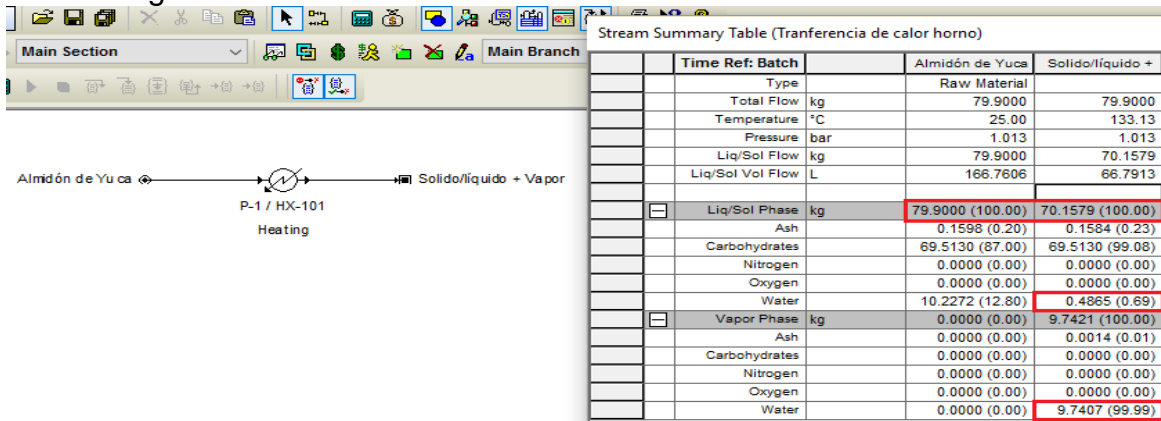 Main Section
Main Branch
Stream Summary Table (Tranferencia de calor horno)
Time Ref: Batch Almidón de Yuca Solido/líquido +
Type Raw Material
Total Flow kg 79.9000 79.9000
Temperature °C 25.00 133.13
Pressure bar 1.013 1.013
Liq/Sol Flow kg 79.9000 70.1579
Liq/Sol Vol Flow L 166.7606 66.7913
Liq/Sol Phase kg 79.9000 (100.00) 70.1579 (100.00)
Ash 0.1598 (0.20) 0.1584 (0.23)
Carbohydrates 69.5130 (87.00) 69.5130 (99.08)
Nitrogen 0.0000 (0.00) 0.0000 (0.00)
Oxygen 0.0000 (0.00) 0.0000 (0.00)
Water 10.2272 (12.80) 0.4865 (0.69)
Vapor Phase kg 0.0000 (0.00) 9.7421 (100.00)
Ash 0.0000 (0.00) 0.0014 (0.01)
Carbohydrates 0.0000 (0.00) 0.0000 (0.00)
Nitrogen 0.0000 (0.00) 0.0000 (0.00)
Oxygen 0.0000 (0.00) 0.0000 (0.00)
Water 0.0000 (0.00) 9.7407 (99.99)
Almidón de Yuca
Solido/líquido + Vapor
P-1 / HX-101
Heating